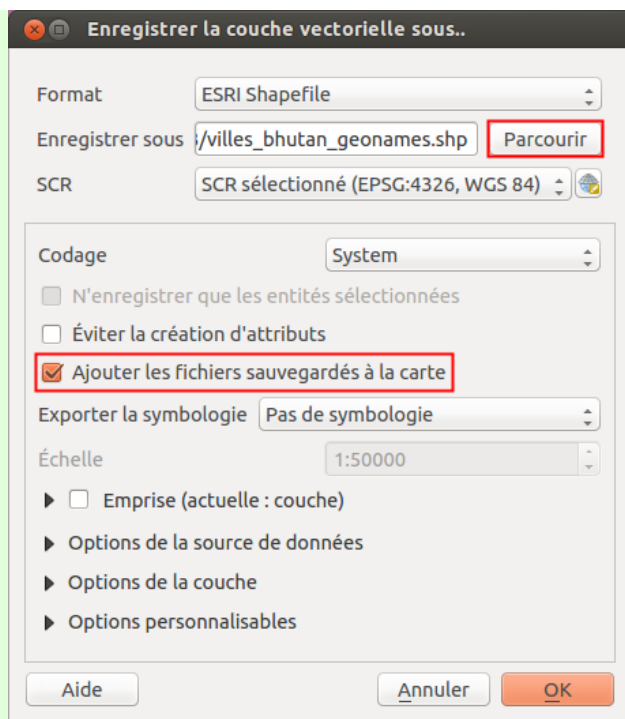 Enregistrer la couche vectorielle sous..
Format ESRI Shapefile
Enregistrer sous /villes_bhutan_geonames.shp Parcourir
SCR SCR sélectionné (EPSG:4326, WGS 84)
Codage System
N'enregistrer que les entités sélectionnées
Éviter la création d'attributs
Ajouter les fichiers sauvegardés à la carte
Exporter la symbologie Pas de symbologie
Échelle 1:50000
Emprise (actuelle : couche)
Options de la source de données
Options de la couche
Options personnalisables
Aide Annuler OK